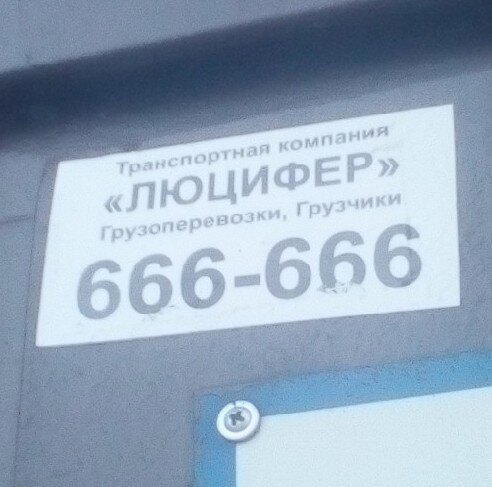 Транспортная компания
«ЛЮЦИФЕР»
Грузоперевозки, Грузчики
666-666